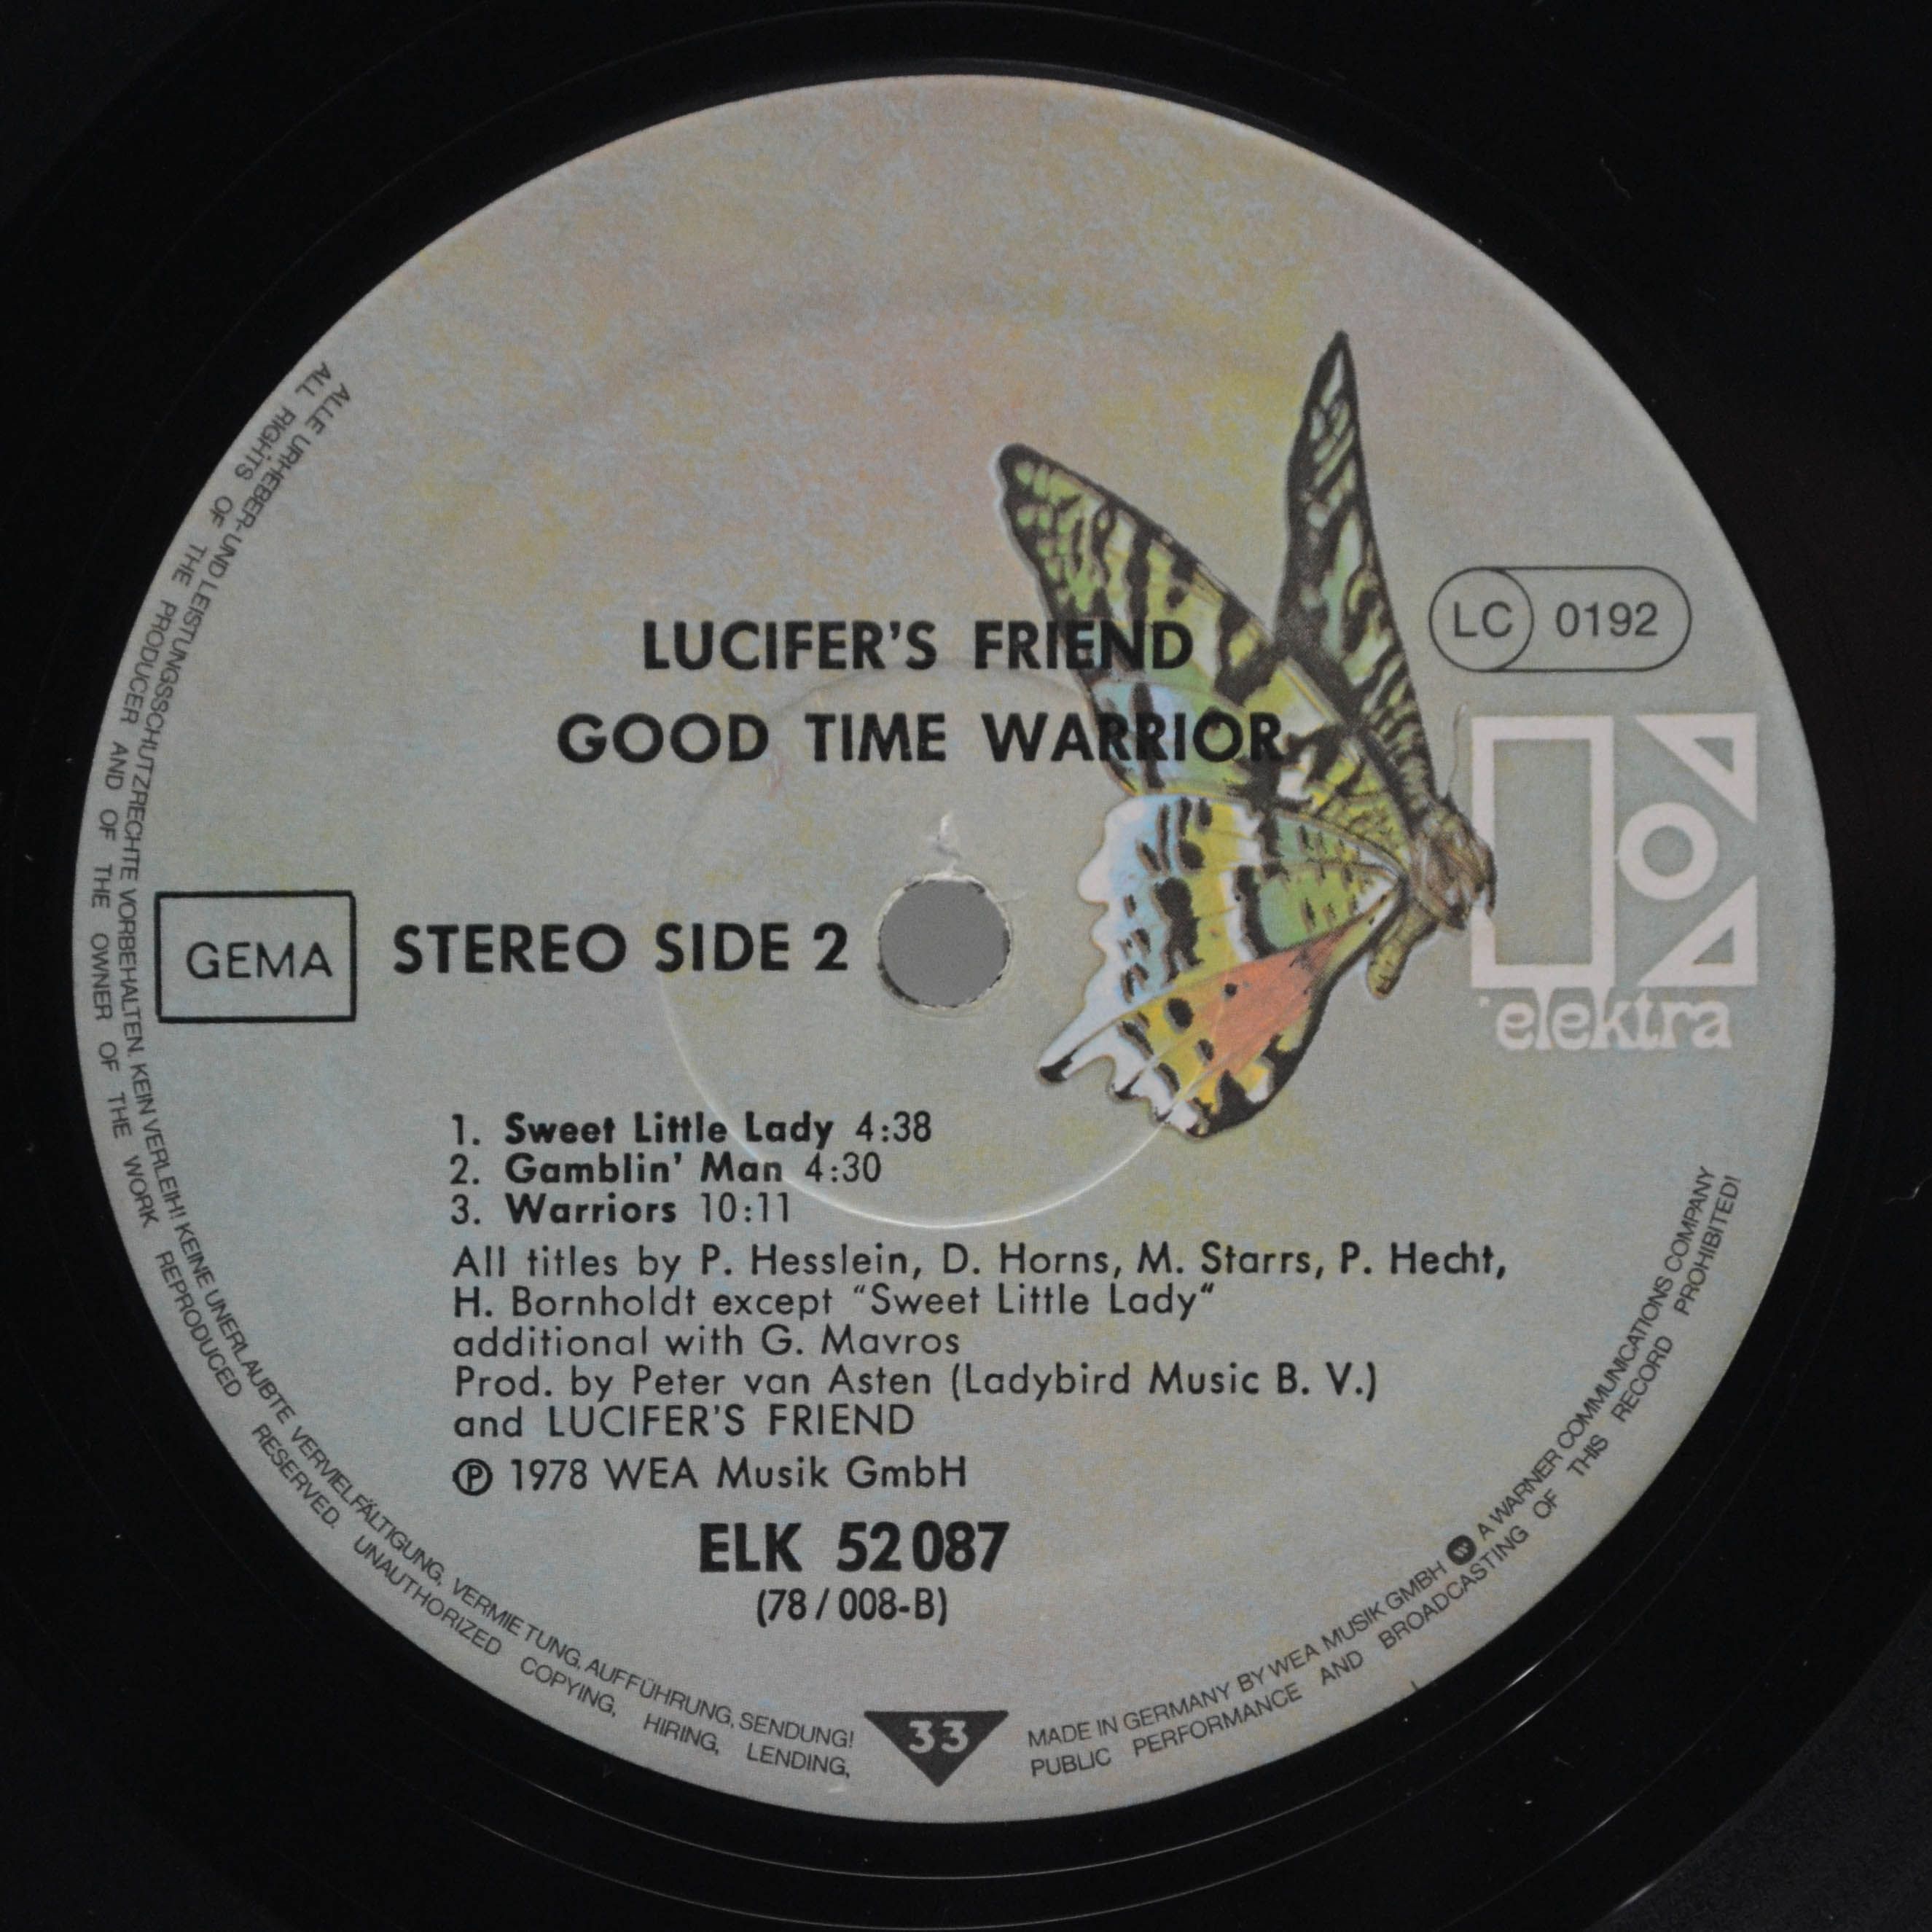 LUCIFER'S FRIEND
GOOD TIME WARRIOR
LC 0192
elektra
GEMA
STEREO SIDE 2
1. Sweet Little Lady 4:38
2. Gamblin' Man 4:30
3. Warriors 10:11
All titles by P. Hesslein, D. Horns, M. Starrs, P. Hecht,
H. Bornholdt except "Sweet Little Lady"
additional with G. Mavros
Prod. by Peter van Asten (Ladybird Music B. V.)
and LUCIFER'S FRIEND
Ⓟ 1978 WEA Musik GmbH
ELK 52 087
(78 / 008-B)
33
ALLE URHEBER-UND LEISTUNGSSCHUTZRECHTE VORBEHALTEN. KEIN VERLEIH! KEINE UNERLAUBTE VERVIELFÄLTIGUNG, VERMIETUNG, AUFFÜHRUNG, SENDUNG!
ALL RIGHTS OF THE PRODUCER AND OF THE OWNER OF THE WORK REPRODUCED RESERVED. UNAUTHORIZED COPYING, HIRING, LENDING,
MADE IN GERMANY BY WEA MUSIK GMBH W A WARNER COMMUNICATIONS COMPANY
PUBLIC PERFORMANCE AND BROADCASTING OF THIS RECORD PROHIBITED!